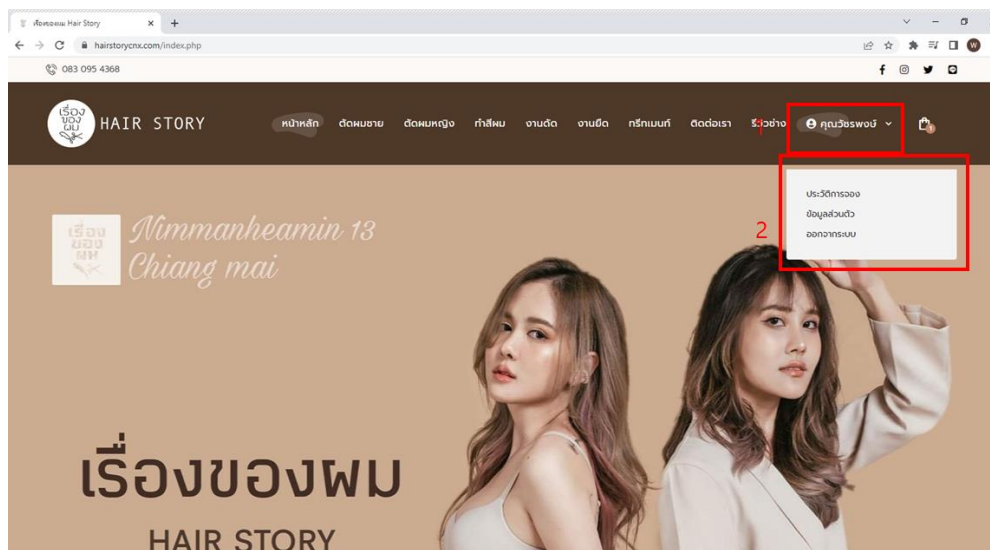 เรื่องของผม Hair Story
hairstorycnx.com/index.php
W
083 095 4368
เรื่อง
ของ
ผม
HAIR STORY
หน้าหลัก ตัดผมชาย ตัดผมหญิง ทำสีผม งานดัด งานยืด ทรีทเมนท์ ติดต่อเรา รีวิวช่าง คุณวัชรพงษ์ 1
1
ประวัติการจอง
ข้อมูลส่วนตัว
ออกจากระบบ
2
เรื่อง
ของ
ผม
Nimmanheamin 13
Chiang mai
เรื่องของผม
HAIR STORY